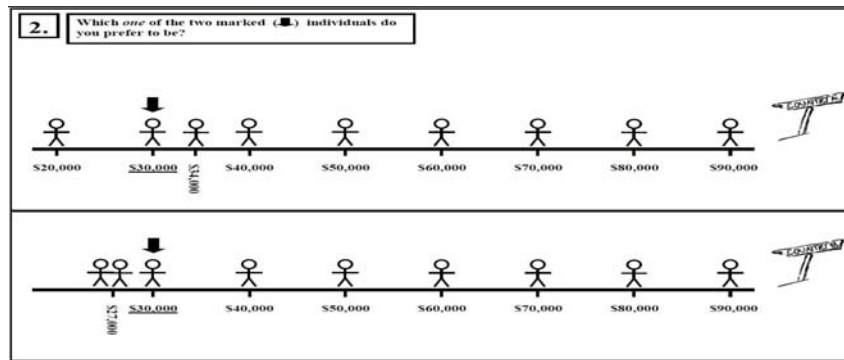 2.
Which one of the two marked ( ) individuals do
you prefer to be?
COUNTRY A
$20,000 $30,000 $34,000 $40,000 $50,000 $60,000 $70,000 $80,000 $90,000
COUNTRY B
$27,000 $30,000 $40,000 $50,000 $60,000 $70,000 $80,000 $90,000